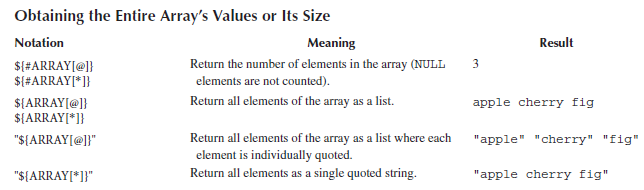 Obtaining the Entire Array's Values or Its Size
Notation Meaning Result
${#ARRAY[@]} Return the number of elements in the array (NULL 3
${#ARRAY[*]} elements are not counted).
${ARRAY[@]} Return all elements of the array as a list. apple cherry fig
${ARRAY[*]}
"${ARRAY[@]}" Return all elements of the array as a list where each "apple" "cherry" "fig"
element is individually quoted.
"${ARRAY[*]}" Return all elements as a single quoted string. "apple cherry fig"